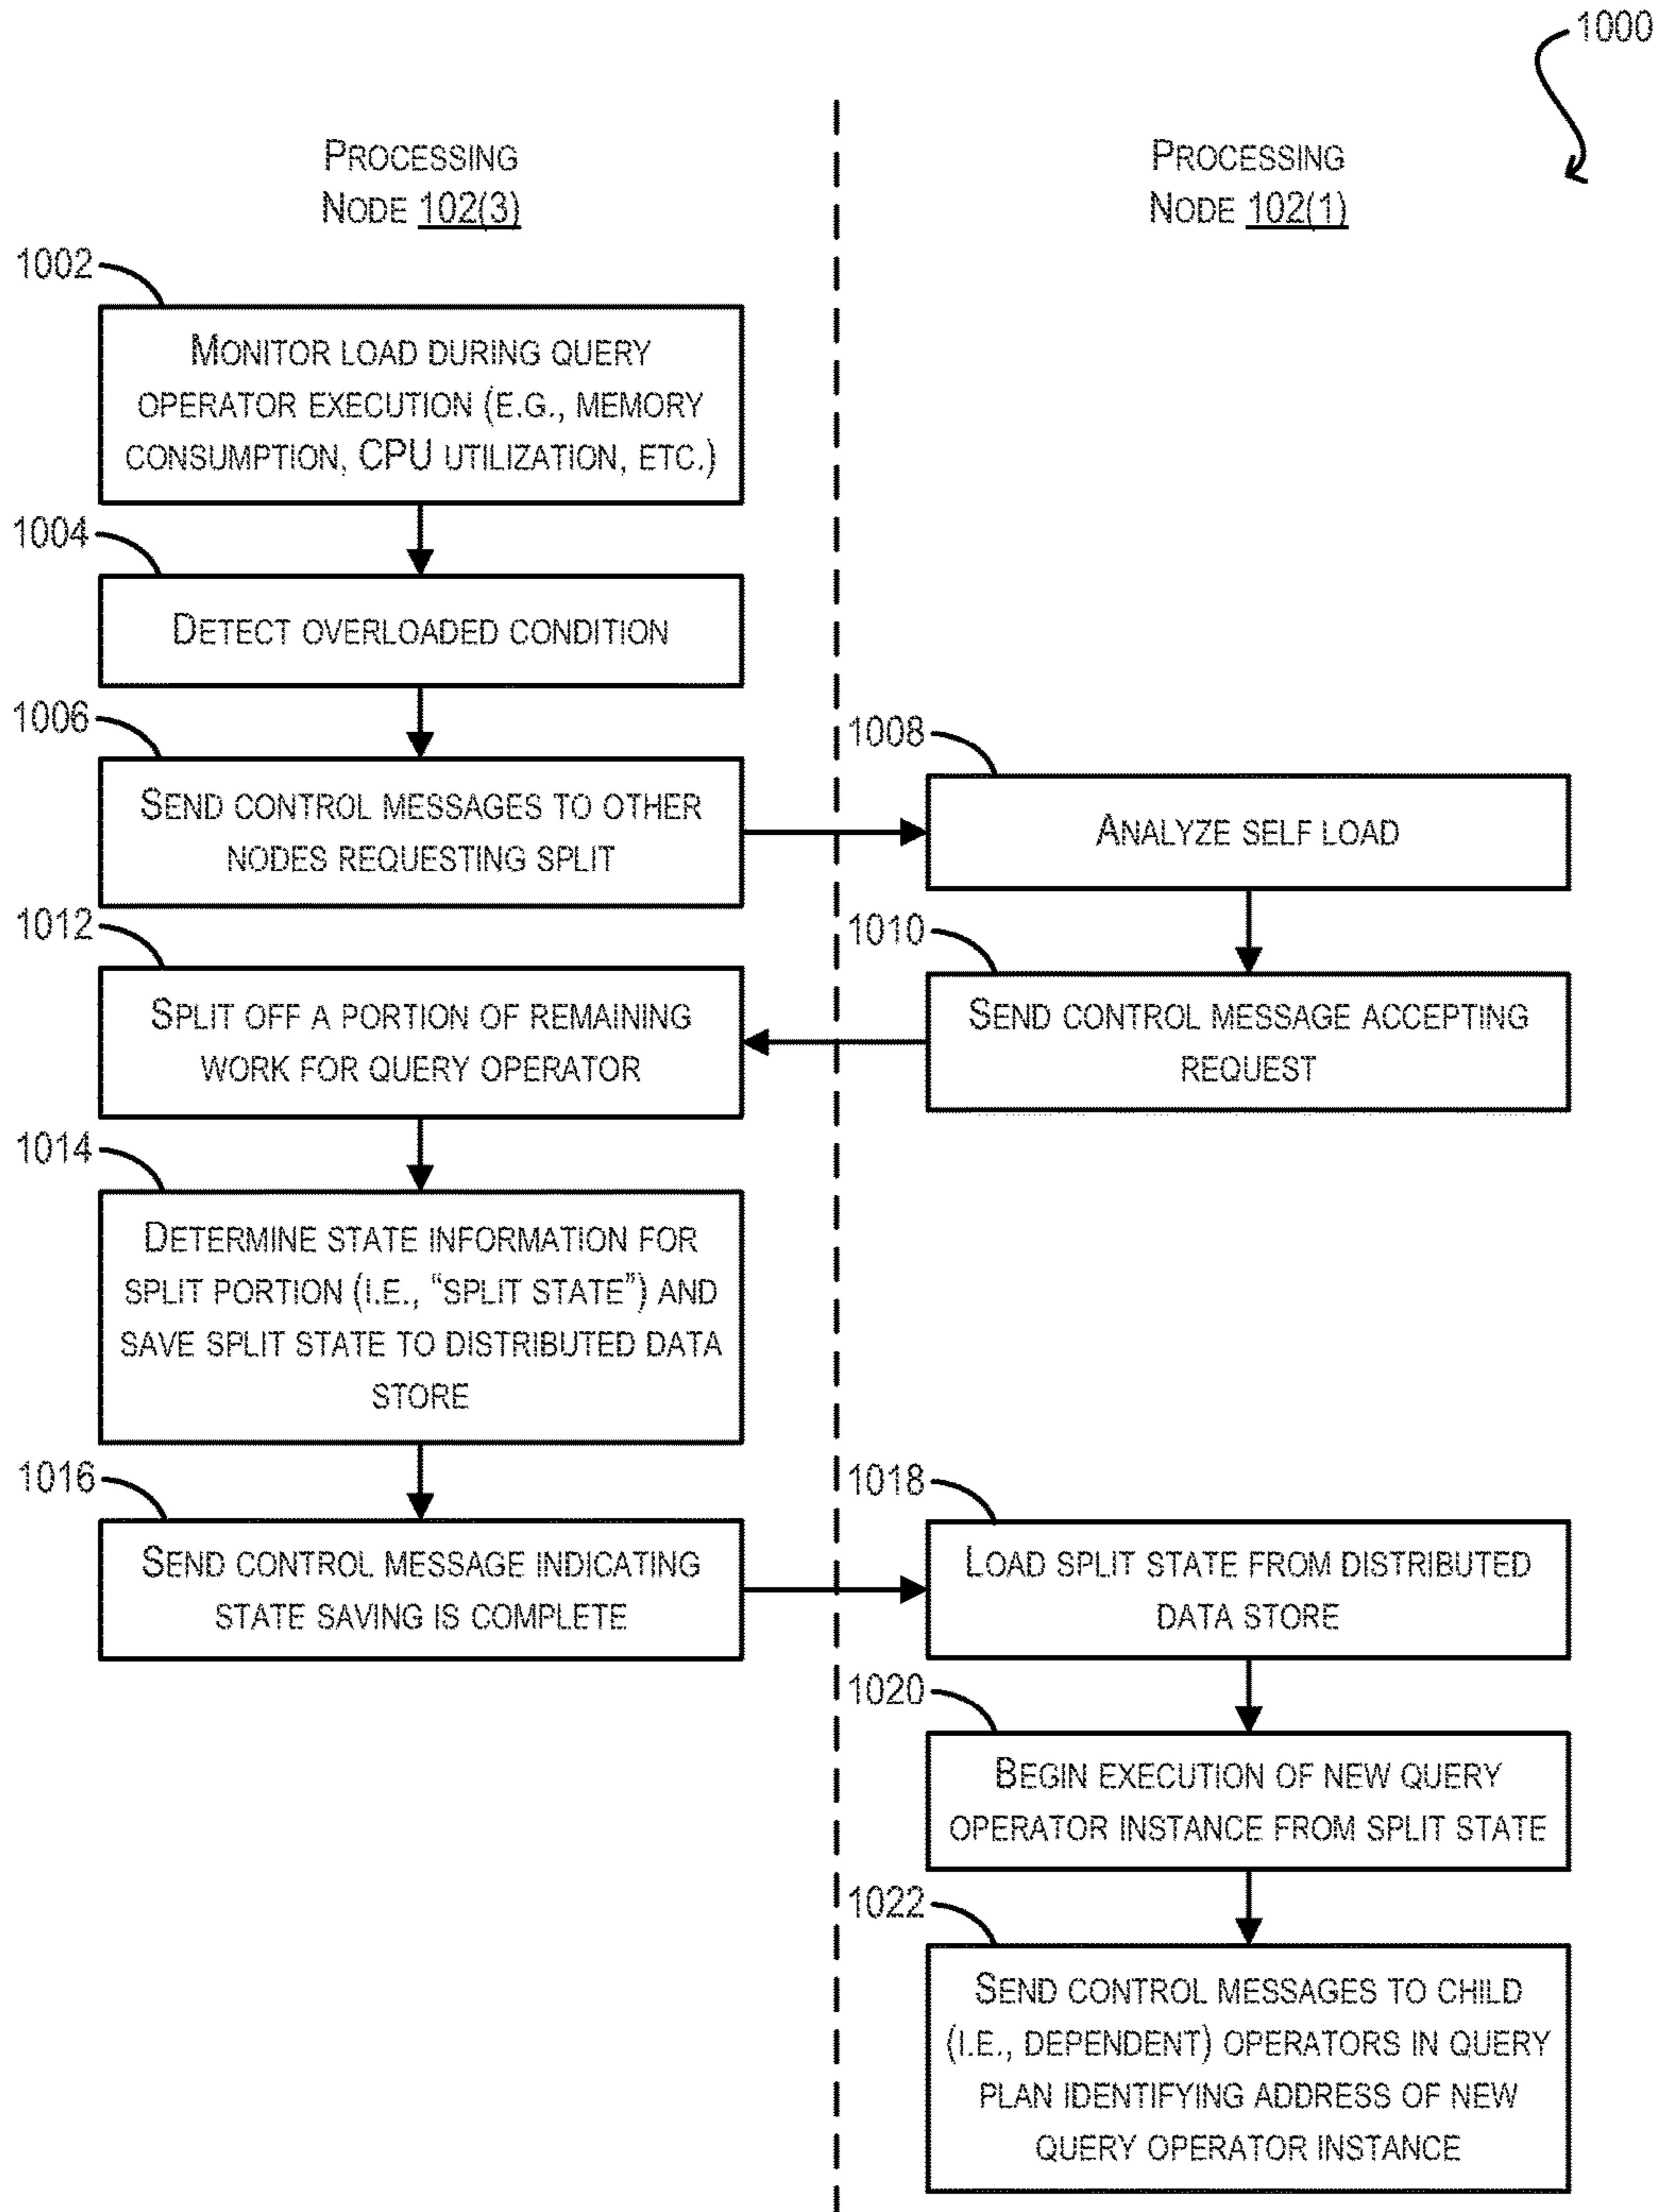 1000
PROCESSING
NODE 102(3)
PROCESSING
NODE 102(1)
1002
MONITOR LOAD DURING QUERY
OPERATOR EXECUTION (E.G., MEMORY
CONSUMPTION, CPU UTILIZATION, ETC.)
1004
DETECT OVERLOADED CONDITION
1006
SEND CONTROL MESSAGES TO OTHER
NODES REQUESTING SPLIT
1008
ANALYZE SELF LOAD
1010
SEND CONTROL MESSAGE ACCEPTING
REQUEST
1012
SPLIT OFF A PORTION OF REMAINING
WORK FOR QUERY OPERATOR
1014
DETERMINE STATE INFORMATION FOR
SPLIT PORTION (I.E., “SPLIT STATE”) AND
SAVE SPLIT STATE TO DISTRIBUTED DATA
STORE
1016
SEND CONTROL MESSAGE INDICATING
STATE SAVING IS COMPLETE
1018
LOAD SPLIT STATE FROM DISTRIBUTED
DATA STORE
1020
BEGIN EXECUTION OF NEW QUERY
OPERATOR INSTANCE FROM SPLIT STATE
1022
SEND CONTROL MESSAGES TO CHILD
(I.E., DEPENDENT) OPERATORS IN QUERY
PLAN IDENTIFYING ADDRESS OF NEW
QUERY OPERATOR INSTANCE